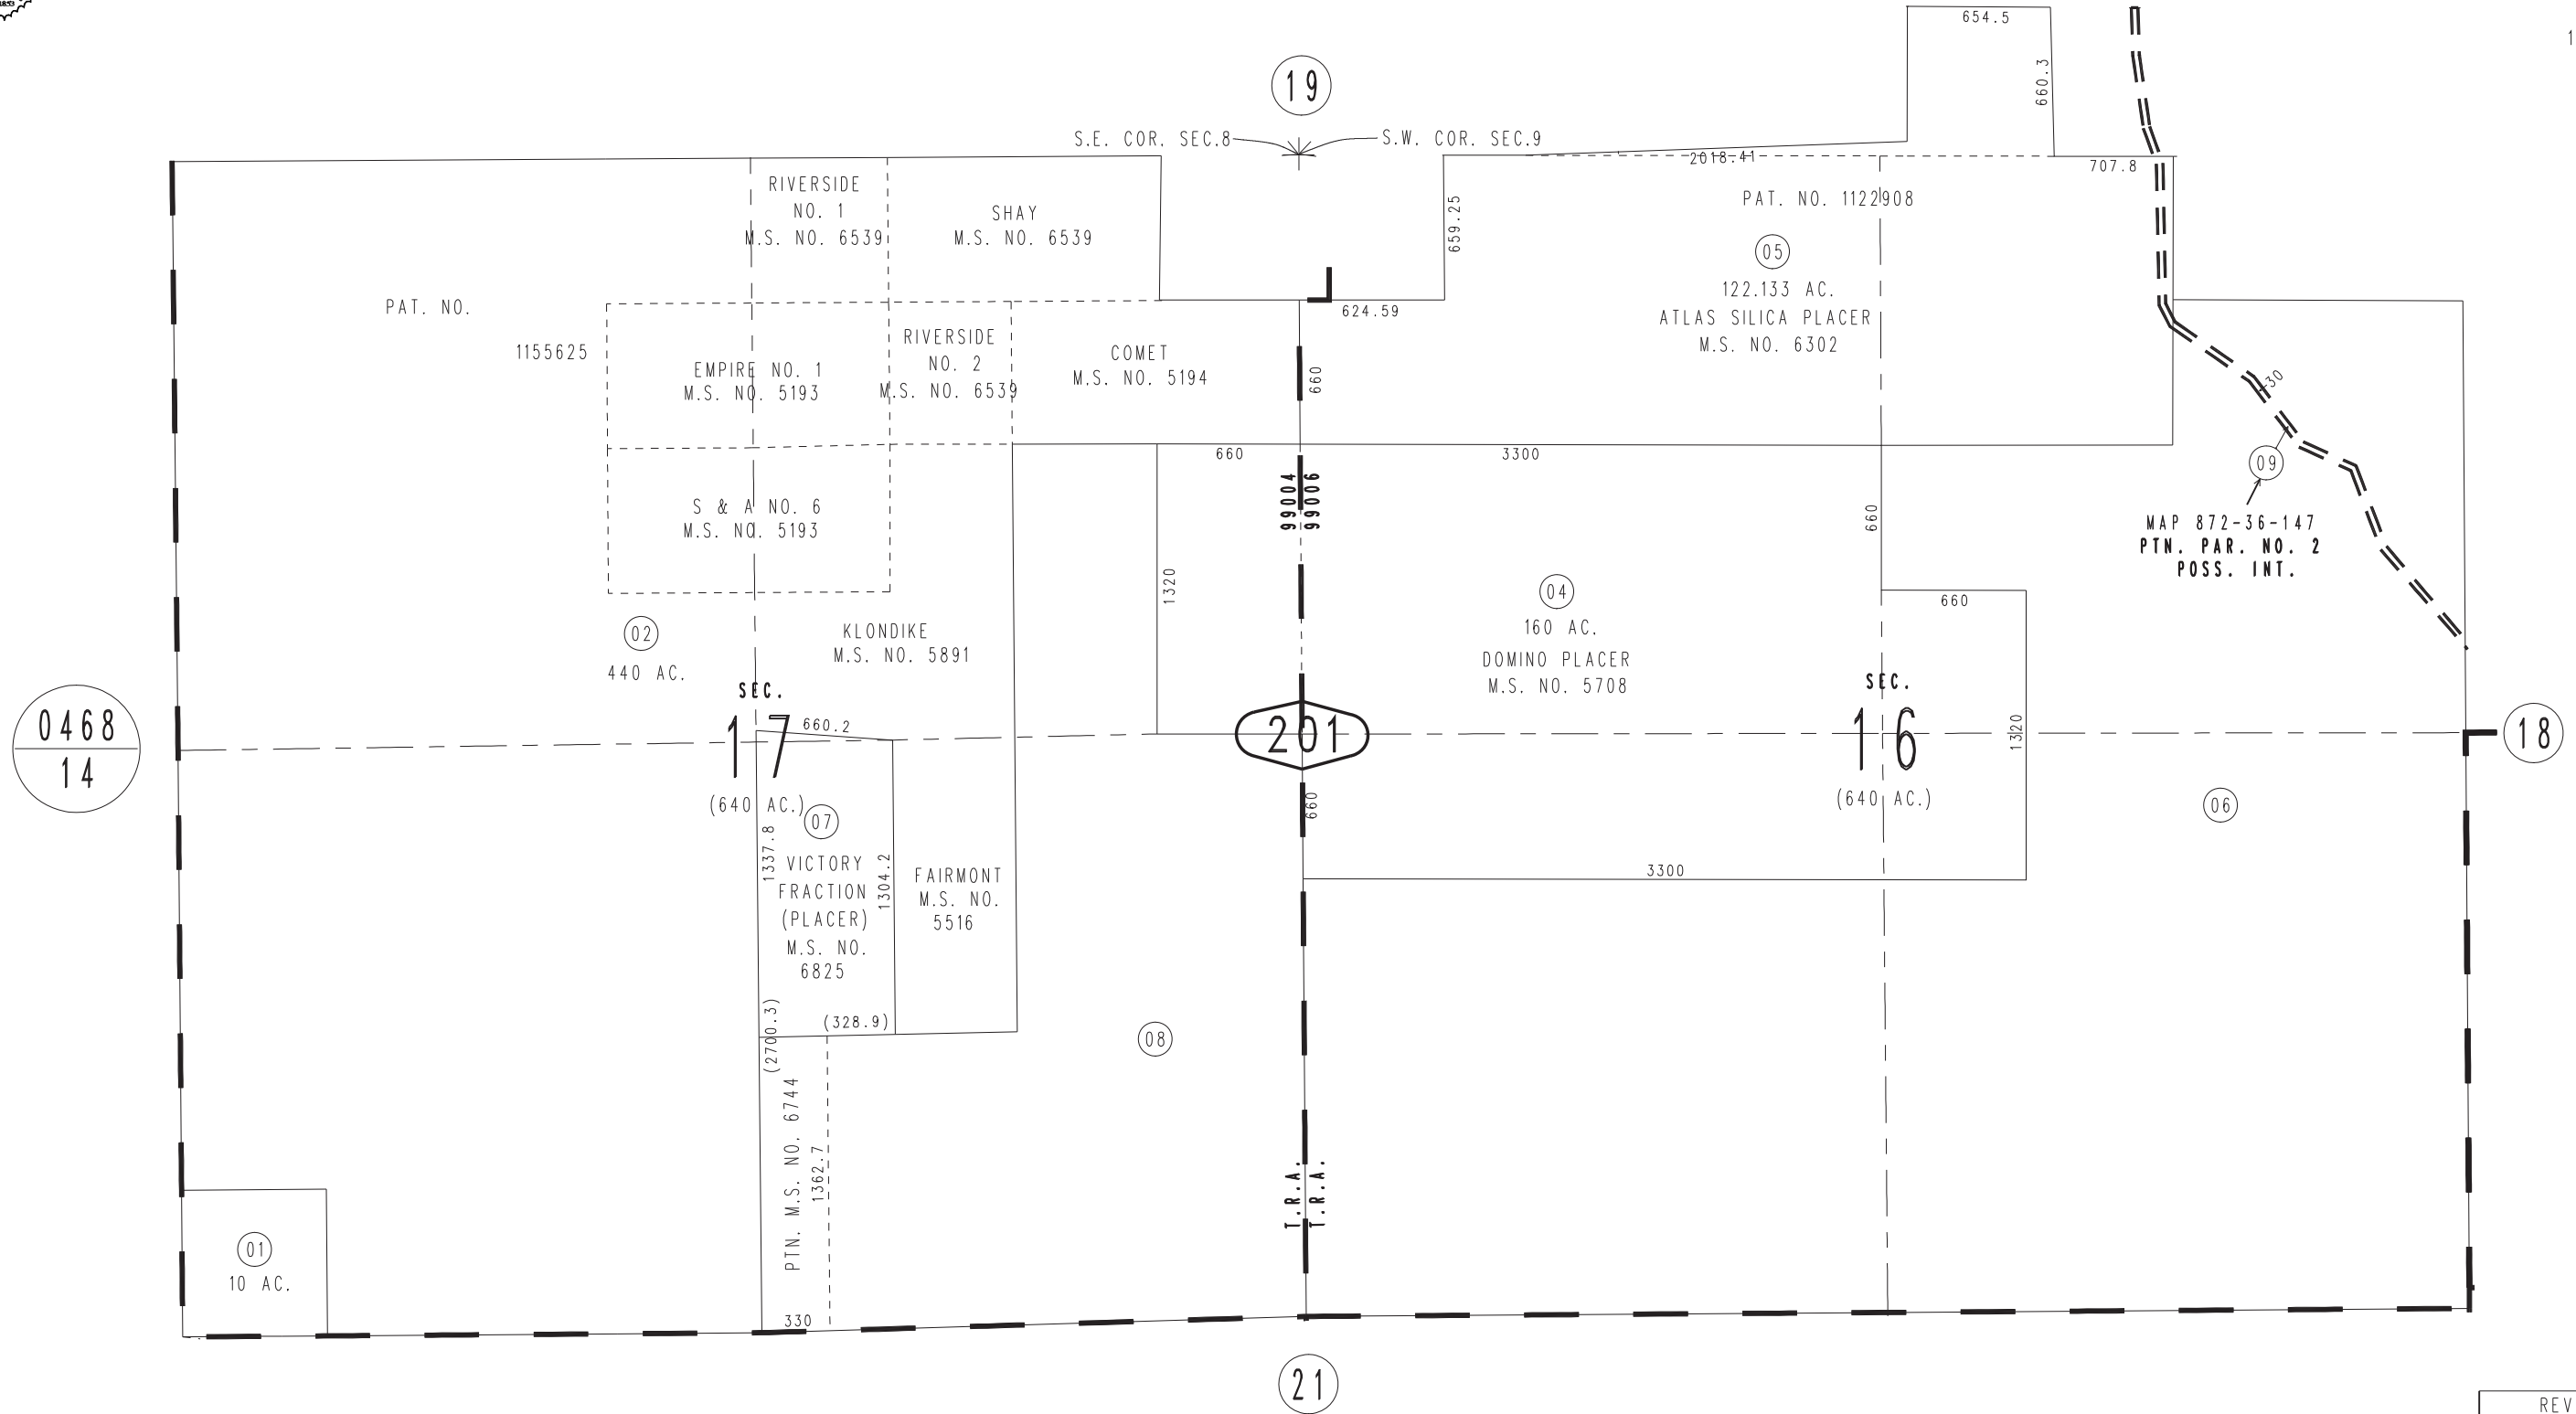 654.5
1
660.3
19
S.E. COR. SEC.8
S.W. COR. SEC.9
2018.41
707.8
RIVERSIDE
NO. 1
M.S. NO. 6539
SHAY
M.S. NO. 6539
659.25
PAT. NO. 1122908
05
122.133 AC.
ATLAS SILICA PLACER
M.S. NO. 6302
PAT. NO.
1155625
624.59
EMPIRE NO. 1
M.S. NO. 5193
RIVERSIDE
NO. 2
M.S. NO. 6539
COMET
M.S. NO. 5194
660
30
660
3300
09
MAP 872-36-147
PTN. PAR. NO. 2
POSS. INT.
S & A NO. 6
M.S. NO. 5193
99004
99006
660
1320
04
160 AC.
DOMINO PLACER
M.S. NO. 5708
660
02
440 AC.
KLONDIKE
M.S. NO. 5891
SEC.
17
(640 AC.)
660.2
201
SEC.
16
(640 AC.)
1320
0468
14
18
06
660
07
VICTORY
FRACTION
(PLACER)
M.S. NO.
6825
1337.8
1304.2
FAIRMONT
M.S. NO.
5516
3300
(328.9)
(2700.3)
08
PTN. M.S. NO. 6744
1362.7
T.R.A.
T.R.A.
01
10 AC.
330
21
REV